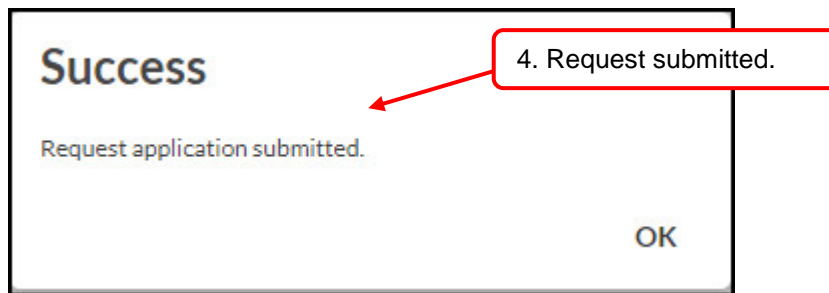 Success
4. Request submitted.
Request application submitted.
OK